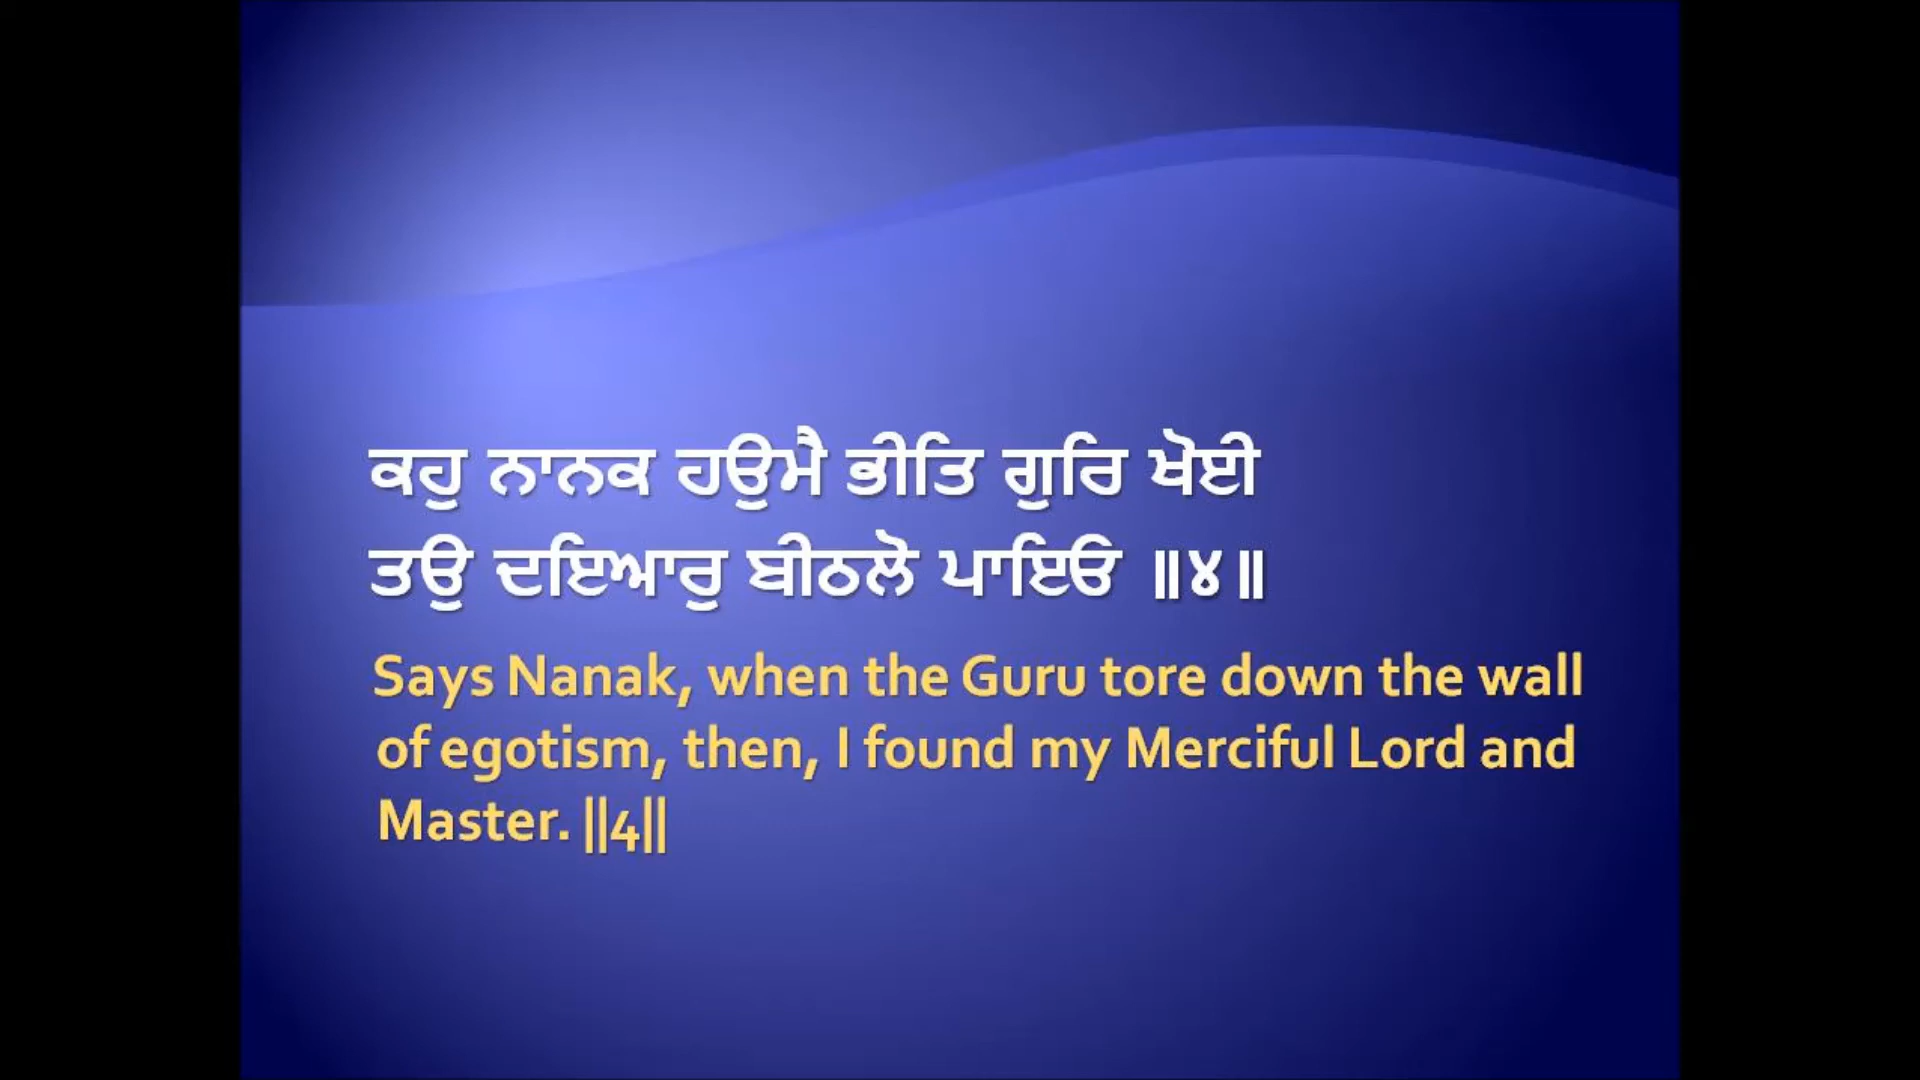 ਕਹੁ ਨਾਨਕ ਹਉਮੈ ਭੀਤਿ ਗੁਰਿ ਖੋਈ
ਤਉ ਦਇਆਰੁ ਬੀਠਲੋ ਪਾਇਓ ॥੪॥
Says Nanak, when the Guru tore down the wall
of egotism, then, I found my Merciful Lord and
Master. ||4||